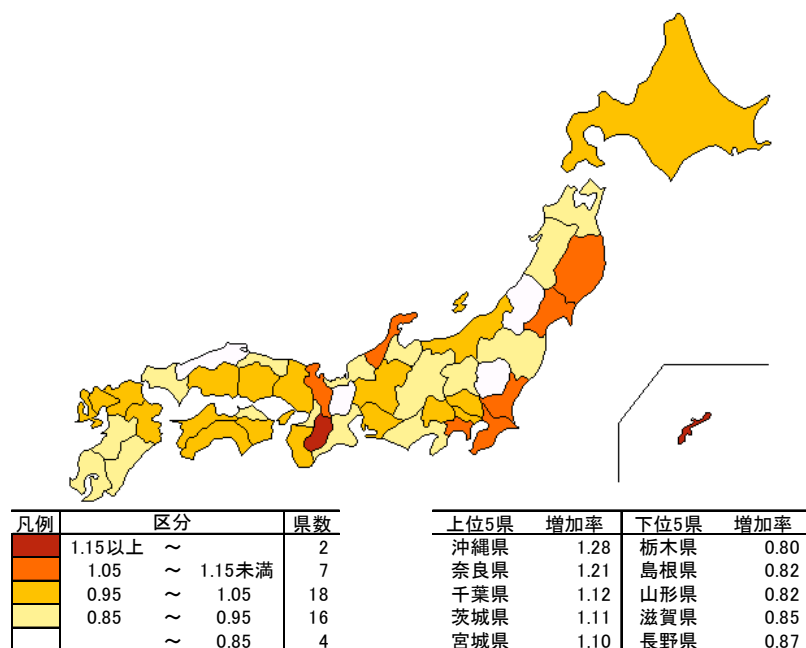 凡例 区分 県数
1.15以上 ～ 2
1.05 ～ 1.15未満 7
0.95 ～ 1.05 18
0.85 ～ 0.95 16
～ 0.85 4
上位5県 増加率 下位5県 増加率
沖縄県 1.28 栃木県 0.80
奈良県 1.21 島根県 0.82
千葉県 1.12 山形県 0.82
茨城県 1.11 滋賀県 0.85
宮城県 1.10 長野県 0.87